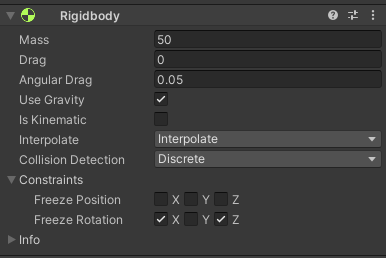 Rigidbody
Mass 50
Drag 0
Angular Drag 0.05
Use Gravity
Is Kinematic
Interpolate Interpolate
Collision Detection Discrete
Constraints
Freeze Position X Y Z
Freeze Rotation X Y Z
Info